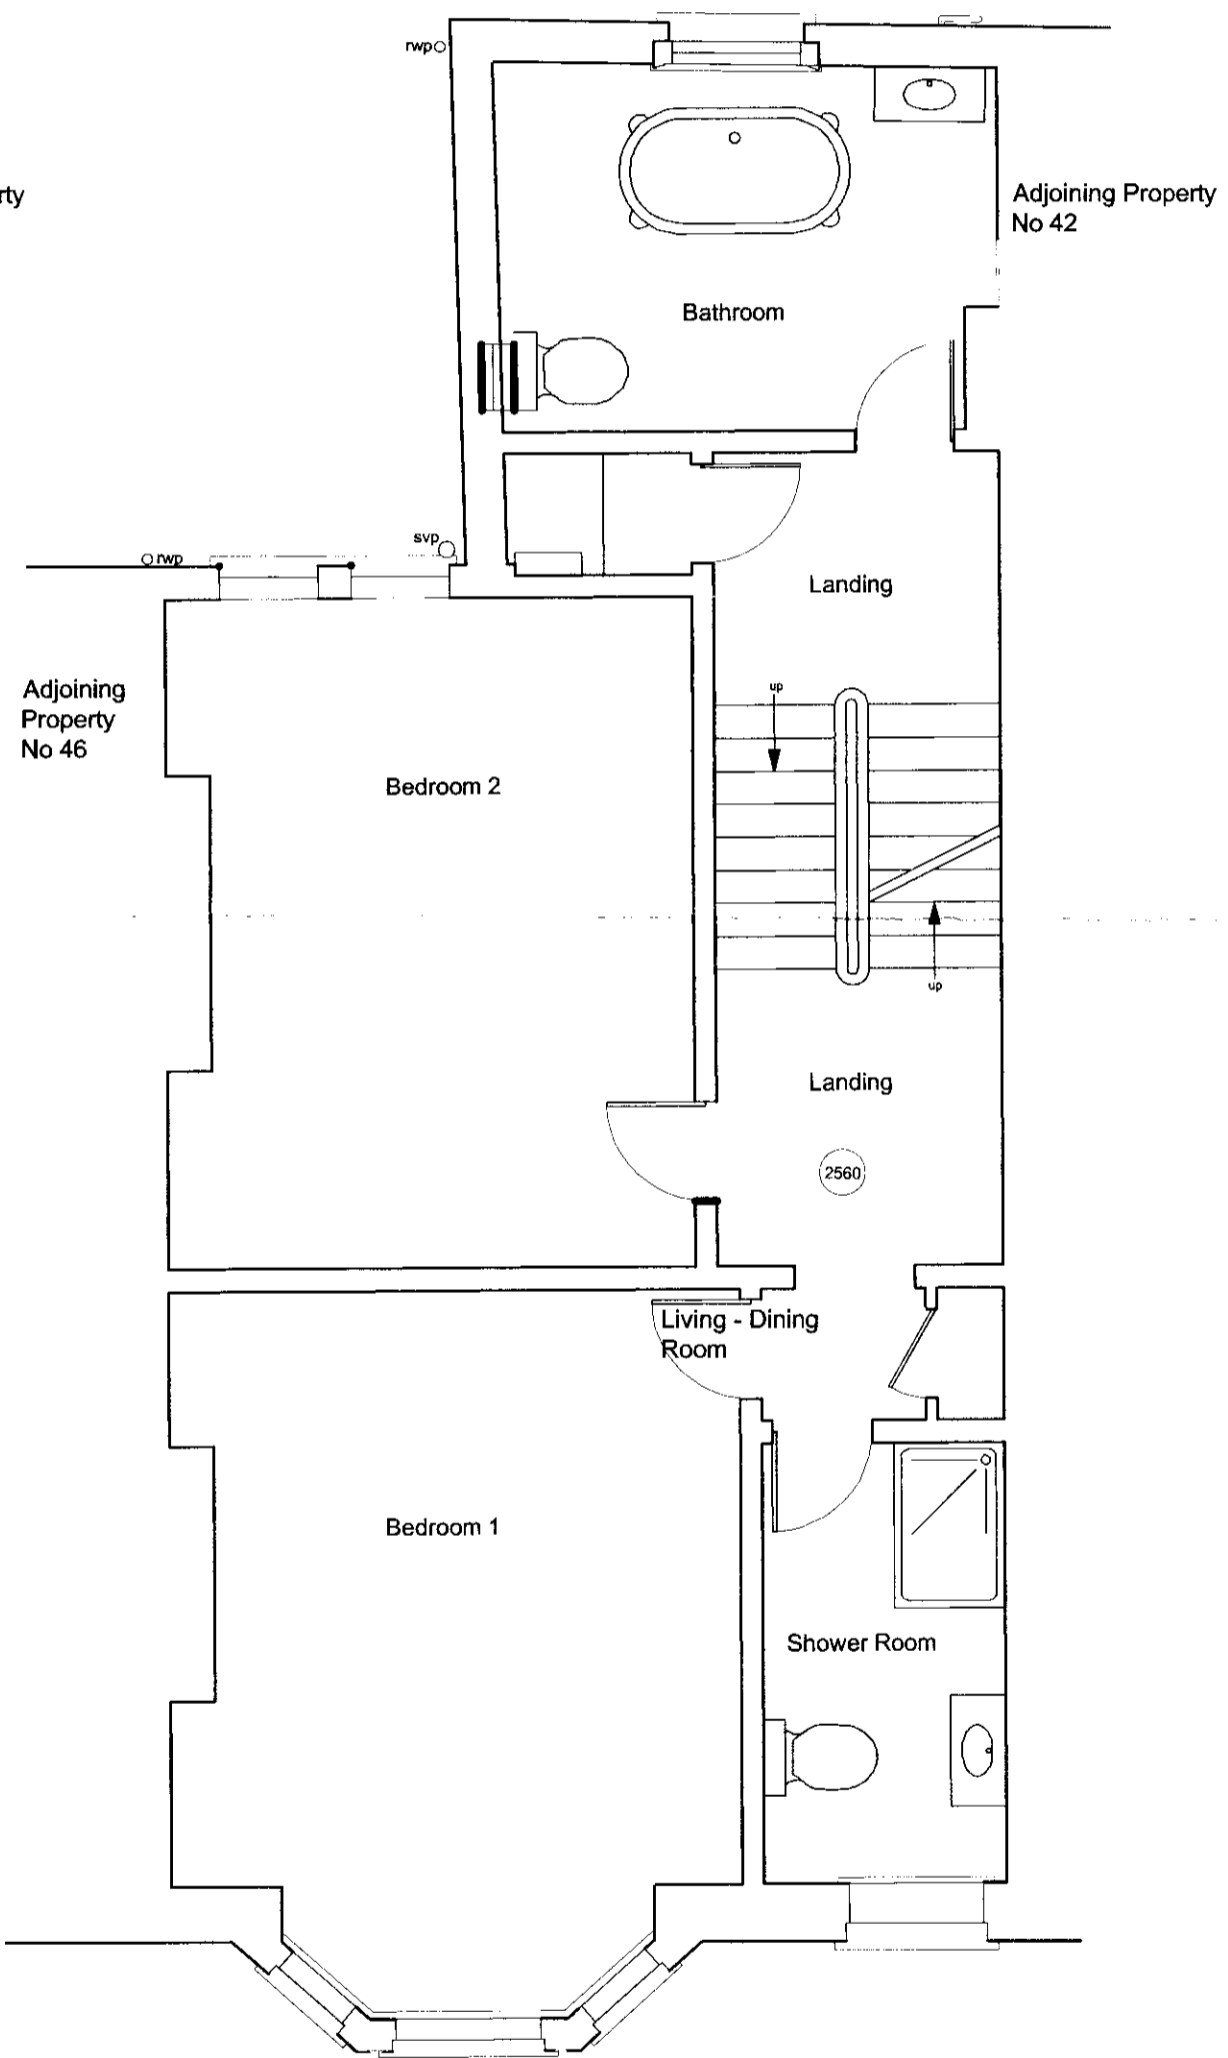 rwp
rty
Adjoining Property
No 42
Bathroom
svp
rwp
Landing
Adjoining
Property
No 46
up
Bedroom 2
up
Landing
2560
Living - Dining
Room
Bedroom 1
Shower Room